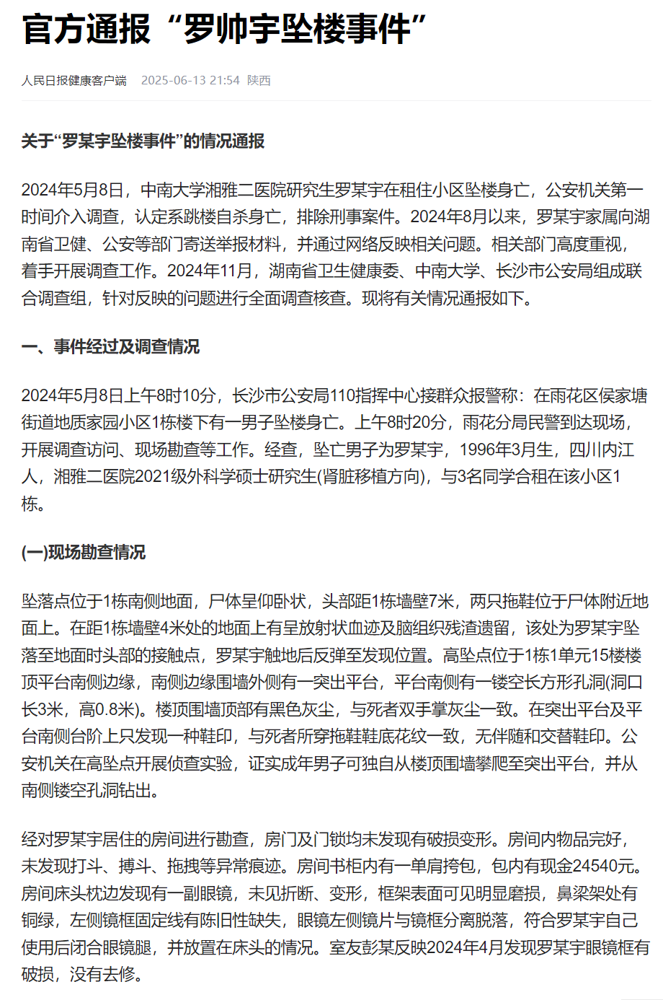 官方通报“罗帅宇坠楼事件”
人民日报健康客户端 2025-06-13 21:54 陕西
关于“罗某宇坠楼事件”的情况通报
2024年5月8日，中南大学湘雅二医院研究生罗某宇在租住小区坠楼身亡，公安机关第一
时间介入调查，认定系跳楼自杀身亡，排除刑事案件。2024年8月以来，罗某宇家属向湖
南省卫健、公安等部门寄送举报材料，并通过网络反映相关问题。相关部门高度重视，
着手开展调查工作。2024年11月，湖南省卫生健康委、中南大学、长沙市公安局组成联
合调查组，针对反映的问题进行全面调查核查。现将有关情况通报如下。
一、事件经过及调查情况
2024年5月8日上午8时10分，长沙市公安局110指挥中心接群众报警称：在雨花区侯家塘
街道地质家园小区1栋楼下有一男子坠楼身亡。上午8时20分，雨花分局民警到达现场，
开展调查访问、现场勘查等工作。经查，坠亡男子为罗某宇，1996年3月生，四川内江
人，湘雅二医院2021级外科学硕士研究生(肾脏移植方向)，与3名同学合租在该小区1
栋。
(一)现场勘查情况
坠落点位于1栋南侧地面，尸体呈仰卧状，头部距1栋墙壁7米，两只拖鞋位于尸体附近地
面上。在距1栋墙壁4米处的地面上有呈放射状血迹及脑组织残渣遗留，该处为罗某宇坠
落至地面时头部的接触点，罗某宇触地后反弹至发现位置。高坠点位于1栋1单元15楼楼
顶平台南侧边缘，南侧边缘围墙外侧有一突出平台，平台南侧有一镂空长方形孔洞(洞口
长3米，高0.8米)。楼顶围墙顶部有黑色灰尘，与死者双手掌灰尘一致。在突出平台及平
台南侧台阶上只发现一种鞋印，与死者所穿拖鞋鞋底花纹一致，无伴随和交替鞋印。公
安机关在高坠点开展侦查实验，证实成年男子可独自从楼顶围墙攀爬至突出平台，并从
南侧镂空孔洞钻出。
经对罗某宇居住的房间进行勘查，房门及门锁均未发现有破损变形。房间内物品完好，
未发现打斗、搏斗、拖拽等异常痕迹。房间书柜内有一单肩挎包，包内有现金24540元。
房间床头枕边发现有一副眼镜，未见折断、变形，框架表面可见明显磨损，鼻梁架处有
铜绿，左侧镜框固定线有陈旧性缺失，眼镜左侧镜片与镜框分离脱落，符合罗某宇自己
使用后闭合眼镜腿，并放置在床头的情况。室友彭某反映2024年4月发现罗某宇眼镜框有
破损，没有去修。